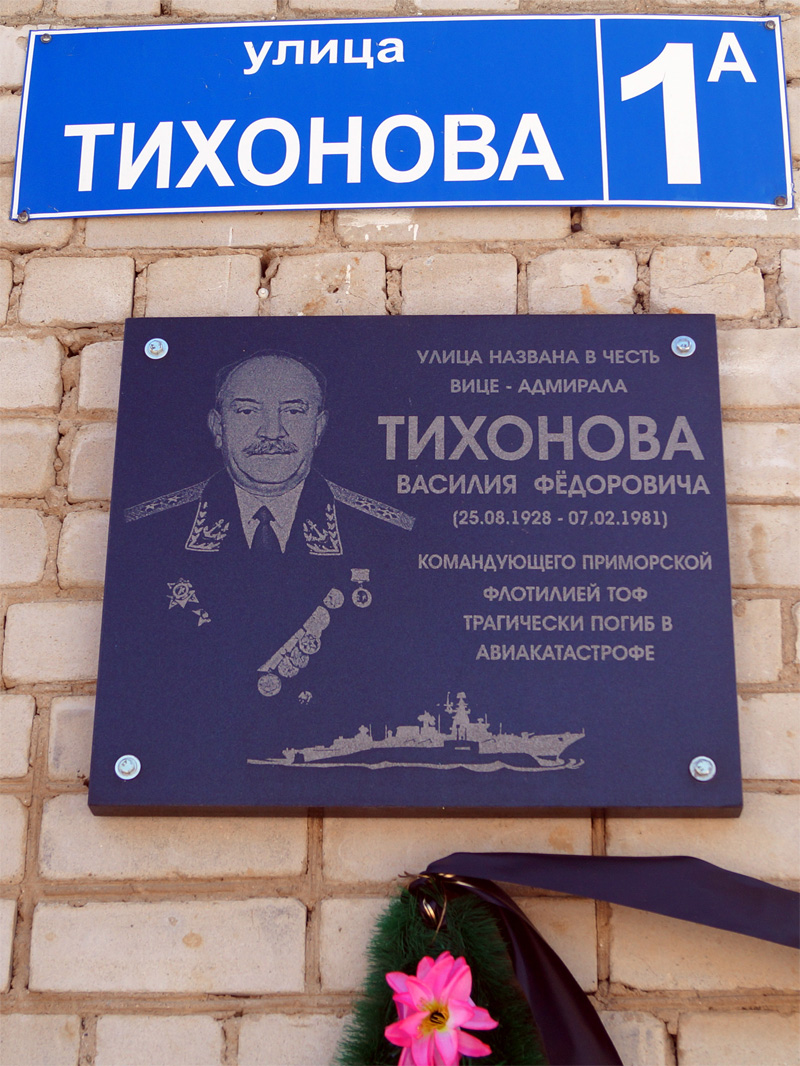 улица
ТИХОНОВА
1А
УЛИЦА НАЗВАНА В ЧЕСТЬ
ВИЦЕ - АДМИРАЛА
ТИХОНОВА
ВАСИЛИЯ ФЁДОРОВИЧА
(25.08.1928 - 07.02.1981)
КОМАНДУЮЩЕГО ПРИМОРСКОЙ
ФЛОТИЛИЕЙ ТОФ
ТРАГИЧЕСКИ ПОГИБ В
АВИАКАТАСТРОФЕ